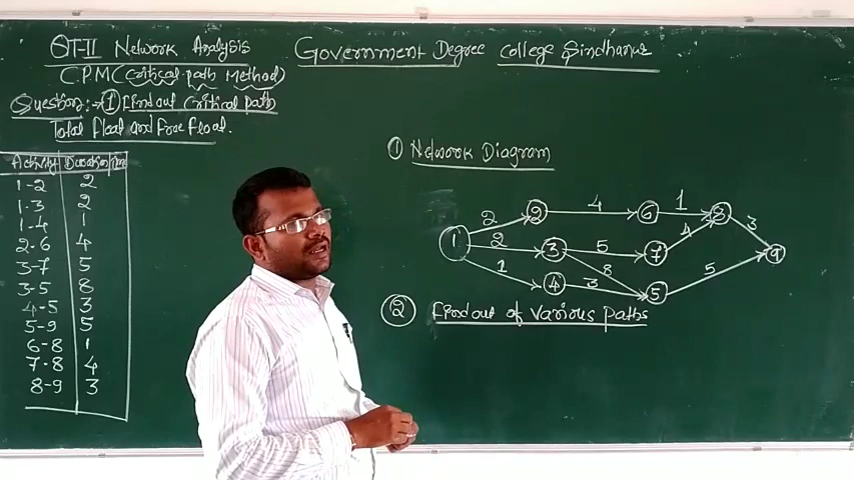 QT-II Network Analysis
Government Degree college Sindhanur
C.P.M (Critical path Method)
Question:- ① Find out Critical path
Total float and Free float.
Activity Duration
1-2 2
1-3 2
1-4 1
2-6 4
3-7 5
3-5 8
4-5 3
5-9 5
6-8 1
7-8 4
8-9 3
① Network Diagram
1 2 2 4 6 1 8 3
2 3 5 7 4 9
1 4 3 8 5 5
② Find out of various paths